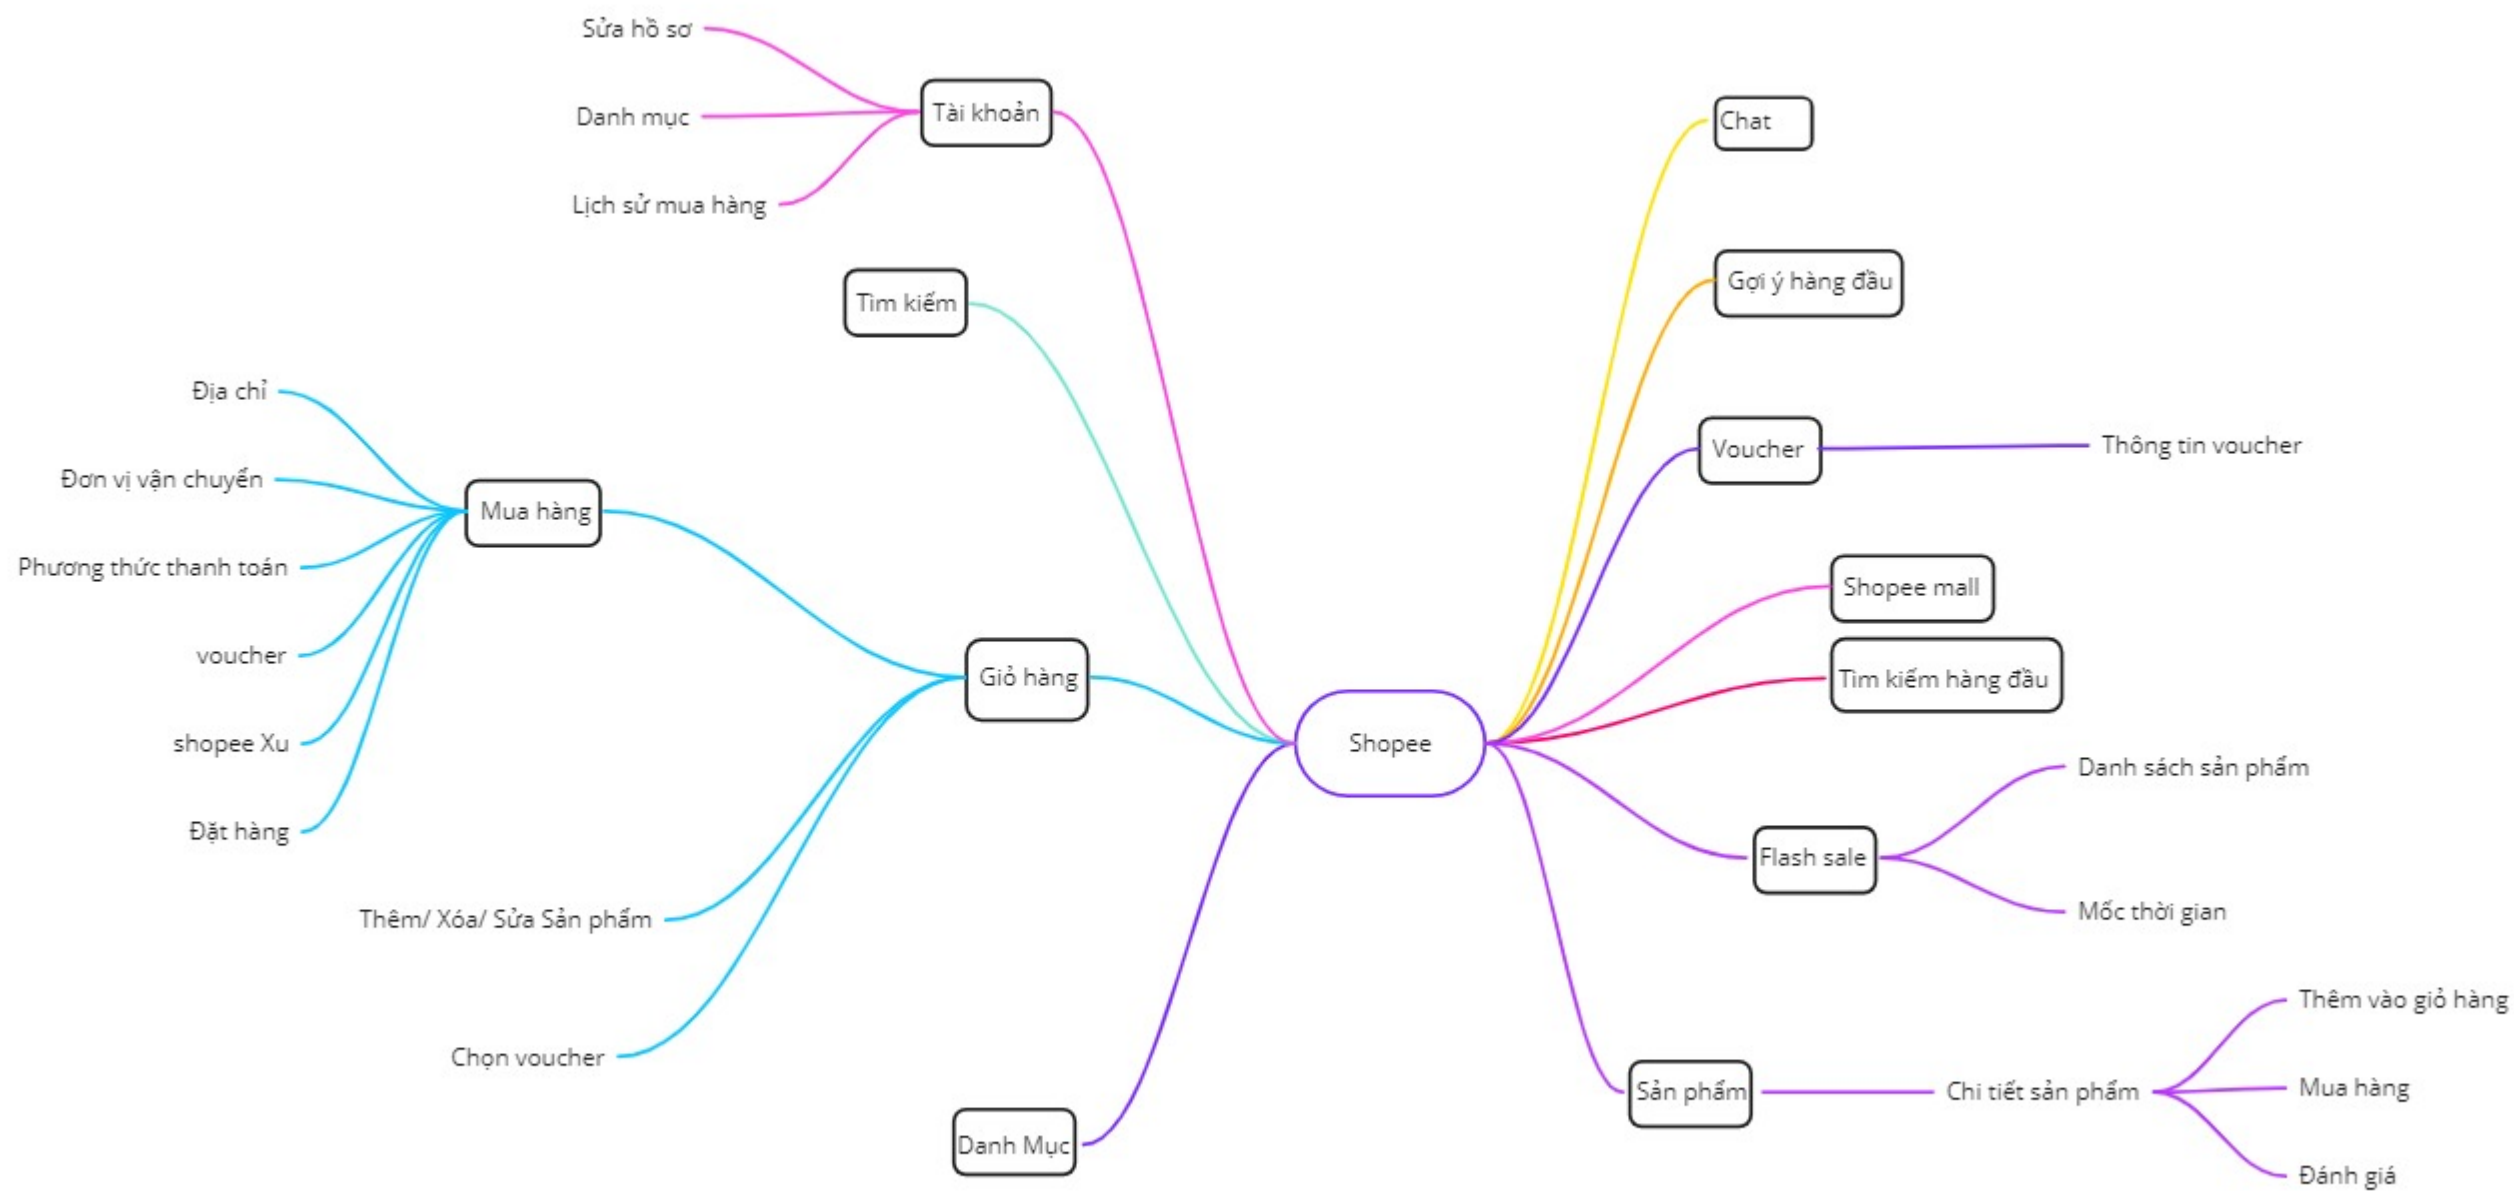 Sửa hồ sơ
Danh mục
Lịch sử mua hàng
Tài khoản
Tìm kiếm
Địa chỉ
Đơn vị vận chuyển
Phương thức thanh toán
voucher
shopee Xu
Đặt hàng
Mua hàng
Giỏ hàng
Thêm/ Xóa/ Sửa Sản phẩm
Chọn voucher
Danh Mục
Shopee
Chat
Gợi ý hàng đầu
Voucher
Thông tin voucher
Shopee mall
Tìm kiếm hàng đầu
Flash sale
Danh sách sản phẩm
Mốc thời gian
Sản phẩm
Chi tiết sản phẩm
Thêm vào giỏ hàng
Mua hàng
Đánh giá